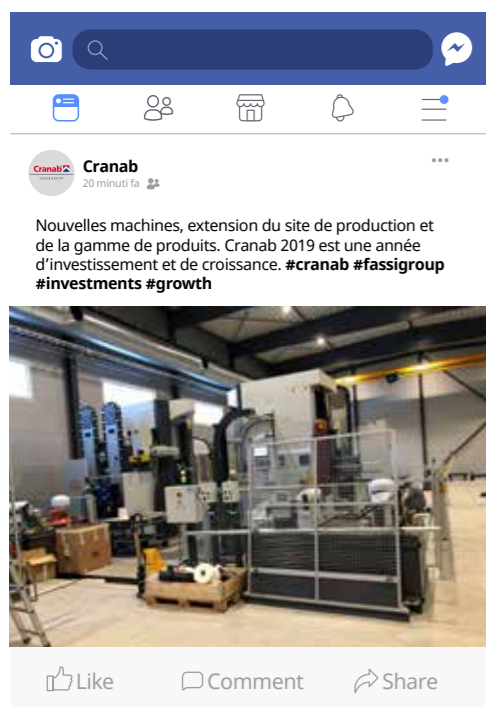 Cranab
Cranab
20 minuti fa
Nouvelles machines, extension du site de production et
de la gamme de produits. Cranab 2019 est une année
d’investissement et de croissance. #cranab #fassigroup
#investments #growth
Like Comment Share